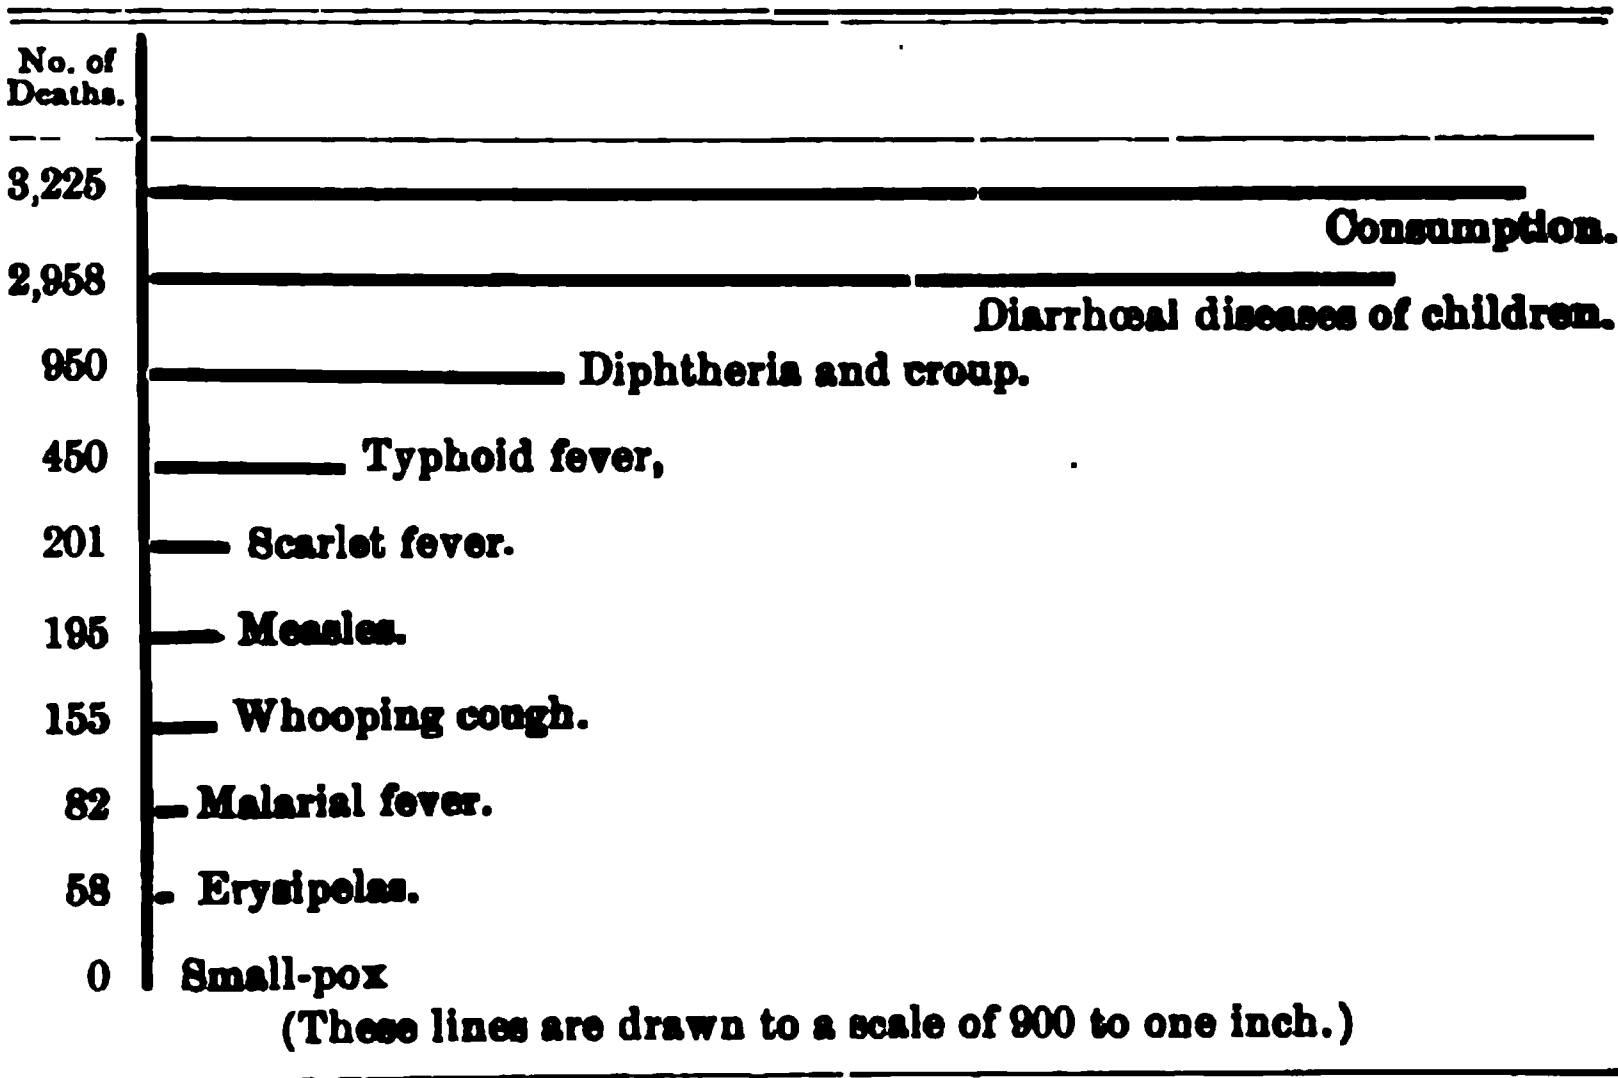 No. of
Deaths.
3,225
Consumption.
2,958
Diarrhœal diseases of children.
950 Diphtheria and croup.
450 Typhoid fever,
201 Scarlet fever.
195 Measles.
155 Whooping cough.
82 Malarial fever.
58 Erysipelas.
0 Small-pox
(These lines are drawn to a scale of 900 to one inch.)